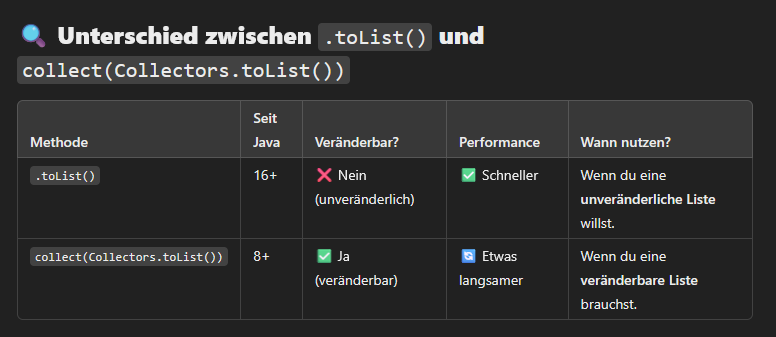 🔍 Unterschied zwischen .toList() und
collect(Collectors.toList())
Methode
Seit
Java
Veränderbar?
Performance
Wann nutzen?
.toList()
16+
❌ Nein
(unveränderlich)
✅ Schneller
Wenn du eine
unveränderliche Liste
willst.
collect(Collectors.toList())
8+
✅ Ja
(veränderbar)
🔄 Etwas
langsamer
Wenn du eine
veränderbare Liste
brauchst.